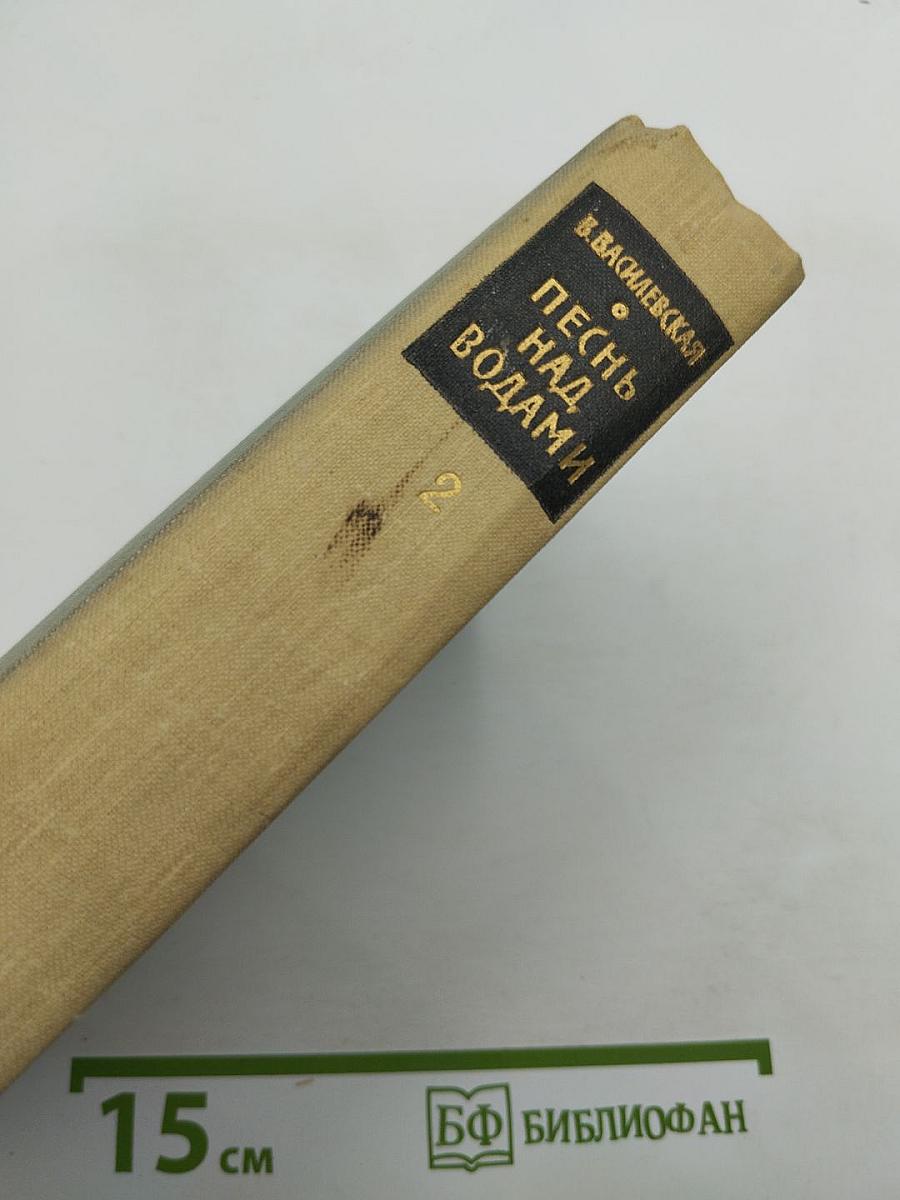 В. ВАСИЛЕВСКАЯ
ПЕСНЬ
НАД
ВОДАМИ
2
15 см
БФ БИБЛИОФАН